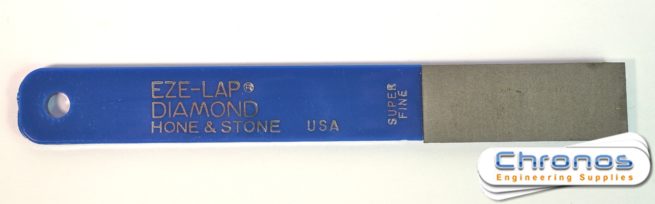 EZE-LAP®
DIAMOND
HONE & STONE USA
SUPER
FINE
Chronos
Engineering Supplies